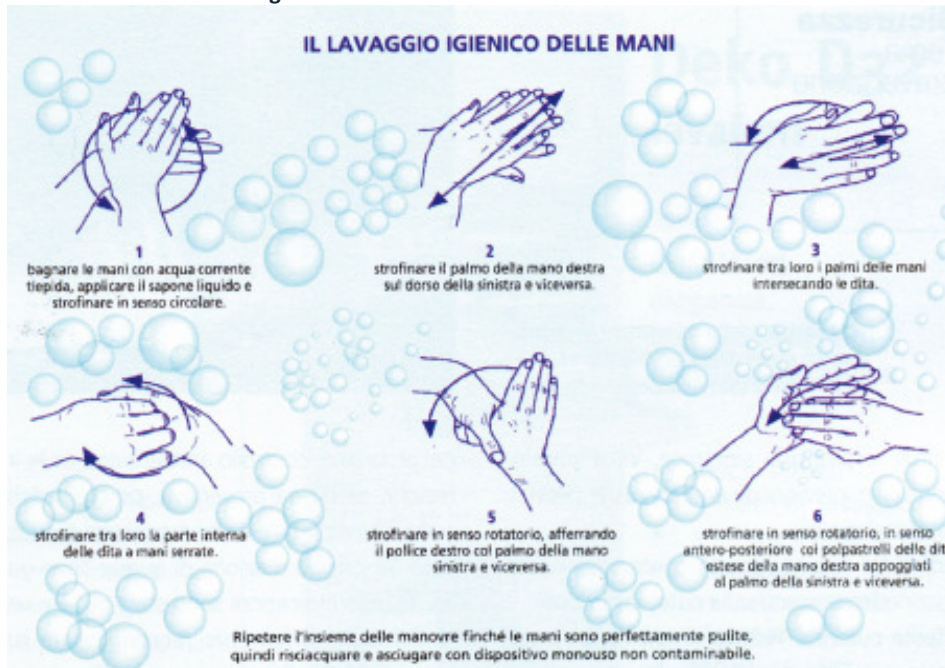 IL LAVAGGIO IGIENICO DELLE MANI
1
bagnare le mani con acqua corrente
tiepida, applicare il sapone liquido e
strofinare in senso circolare.
2
strofinare il palmo della mano destra
sul dorso della sinistra e viceversa.
3
strofinare tra loro i palmi delle mani
intersecando le dita.
4
strofinare tra loro la parte interna
delle dita a mani serrate.
5
strofinare in senso rotatorio, afferrando
il pollice destro col palmo della mano
sinistra e viceversa.
6
strofinare in senso rotatorio, in senso
antero-posteriore coi polpastrelli delle dit
estese della mano destra appoggiati
al palmo della sinistra e viceversa.
Ripetere l'insieme delle manovre finché le mani sono perfettamente pulite,
quindi risciacquare e asciugare con dispositivo monouso non contaminabile.